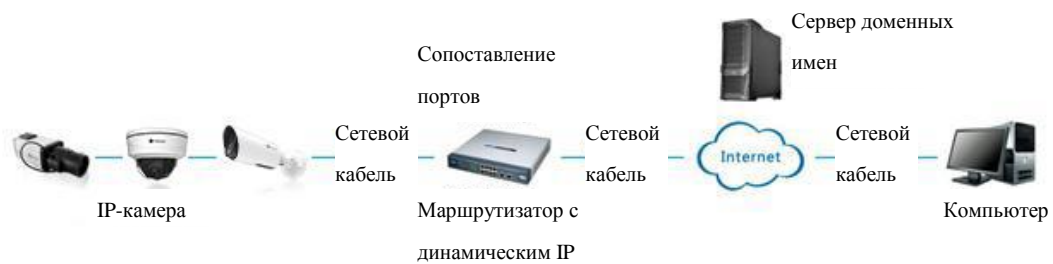 Сервер доменных
имен
Сопоставление
портов
Сетевой
кабель
Сетевой
кабель
Internet
Сетевой
кабель
IP-камера
Маршрутизатор с
динамическим IP
Компьютер